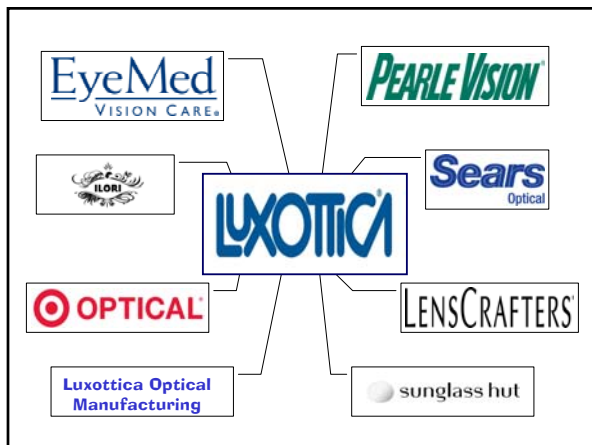 EyeMed
VISION CARE®
PEARLE VISION®
ILORI
Sears
Optical
LUXOTTICA®
OPTICAL®
LENSCRAFTERS®
Luxottica Optical
Manufacturing
sunglass hut